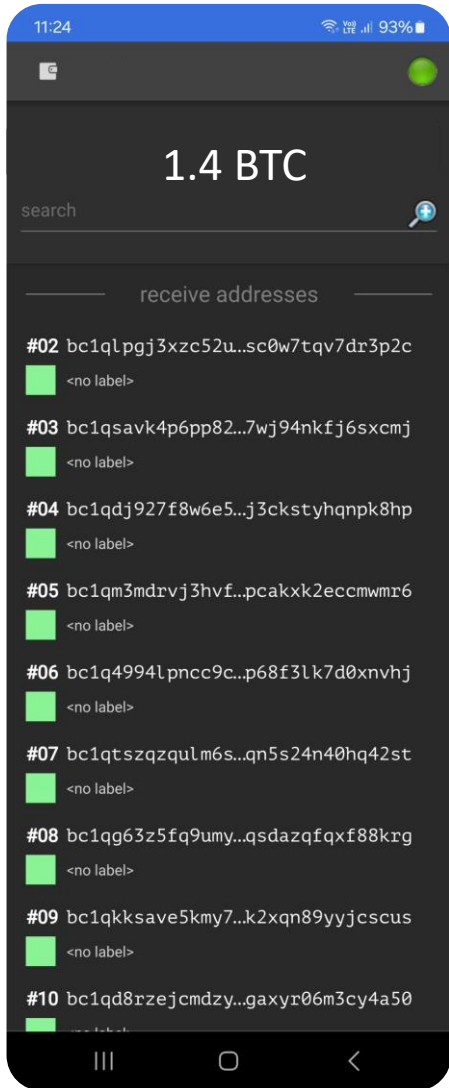 11:24
Vo) LTE 93%
1.4 BTC
search
receive addresses
#02 bc1qlpgj3xzc52u…sc0w7tqv7dr3p2c
<no label>
#03 bc1qsavk4p6pp82…7wj94nkfj6sxcmj
<no label>
#04 bc1qdj927f8w6e5…j3ckstyhqnpk8hp
<no label>
#05 bc1qm3mdrvj3hvf…pcakxk2eccmwmr6
<no label>
#06 bc1q4994lpncc9c…p68f3lk7d0xnvhj
<no label>
#07 bc1qtszqzqulm6s…qn5s24n40hq42st
<no label>
#08 bc1qg63z5fq9umy…qsdazqfqxf88krg
<no label>
#09 bc1qkksave5kmy7…k2xqn89yyjcscus
<no label>
#10 bc1qd8rzejcmdzy…gaxyr06m3cy4a50